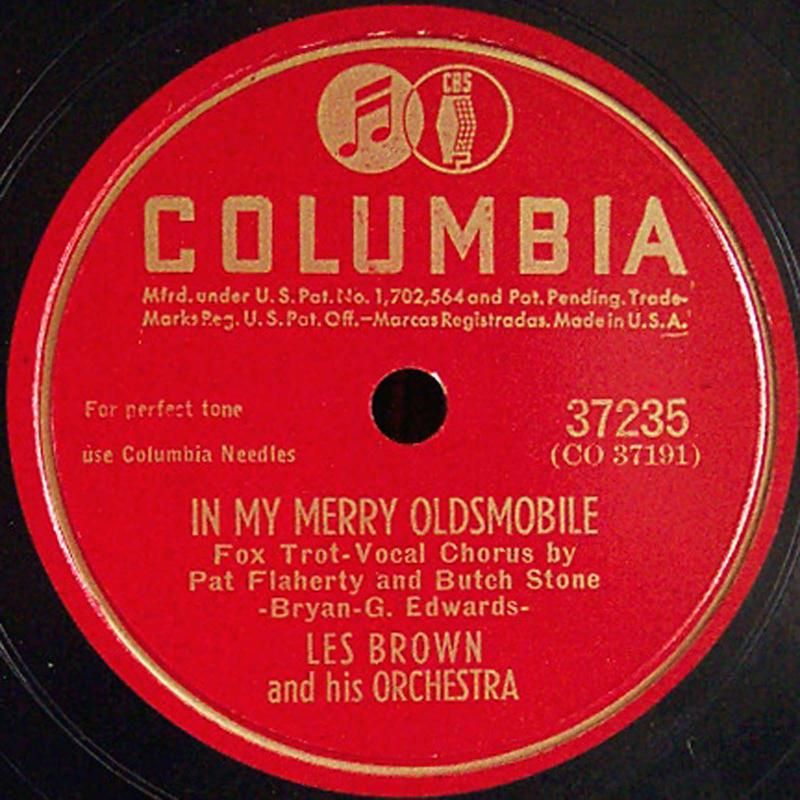 CBS
COLUMBIA
Mfrd. under U. S. Pat. No. 1,702,564 and Pat. Pending. Trade-
Marks Reg. U. S. Pat. Off.—Marcas Registradas. Made in U.S.A.
For perfect tone
use Columbia Needles
37235
(CO 37191)
IN MY MERRY OLDSMOBILE
Fox Trot-Vocal Chorus by
Pat Flaherty and Butch Stone
-Bryan-G. Edwards-
LES BROWN
and his ORCHESTRA